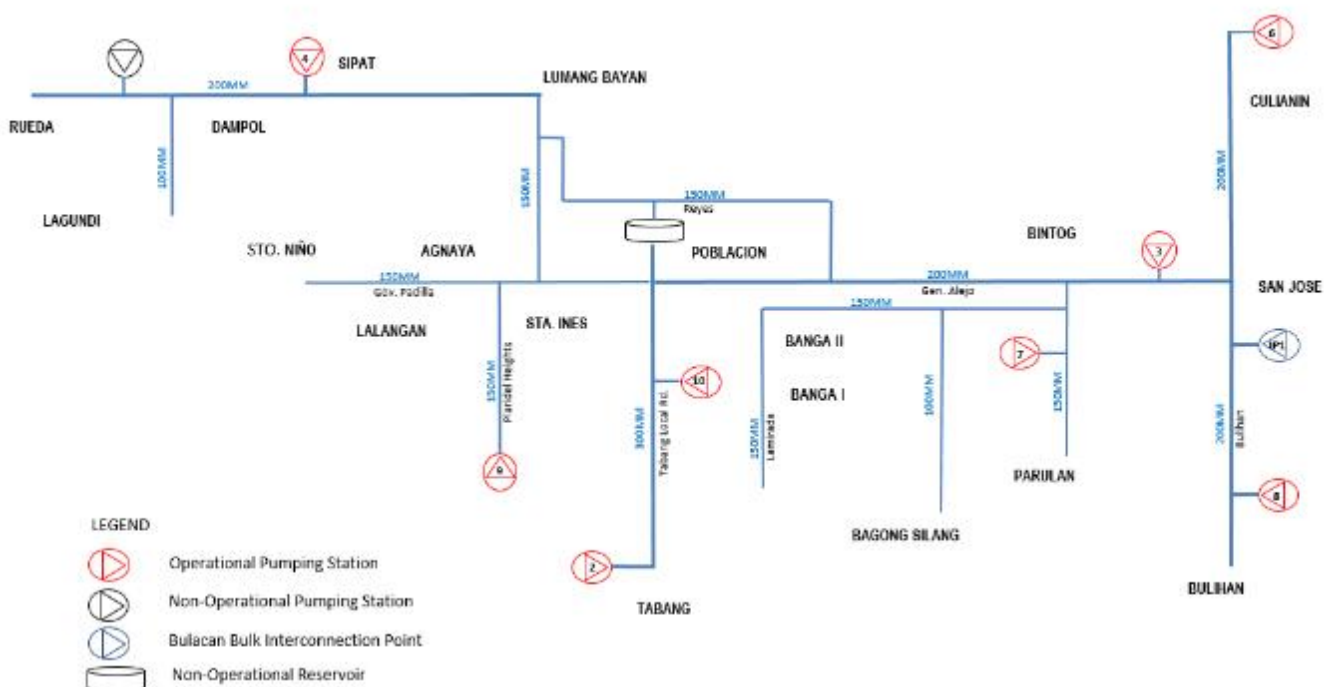 4
SIPAT
6
LUMANG BAYAN
200MM
CULIANIN
RUEDA
DAMPOL
100MM
200MM
150MM
150MM
Reyes
LAGUNDI
BINTOG
STO. NIÑO
AGNAYA
POBLACION
3
150MM
Gov. Padilla
200MM
Gen. Alejo
SAN JOSE
150MM
LALANGAN
STA. INES
BANGA II
7
IP1
150MM
Plaridel Heights
10
BANGA I
100MM
150MM
200MM
Bulihan
300MM
Tabang Local Rd.
150MM
9
PARULAN
8
BAGONG SILANG
LEGEND
Operational Pumping Station
2
BULIHAN
Non-Operational Pumping Station
TABANG
Bulacan Bulk Interconnection Point
Non-Operational Reservoir